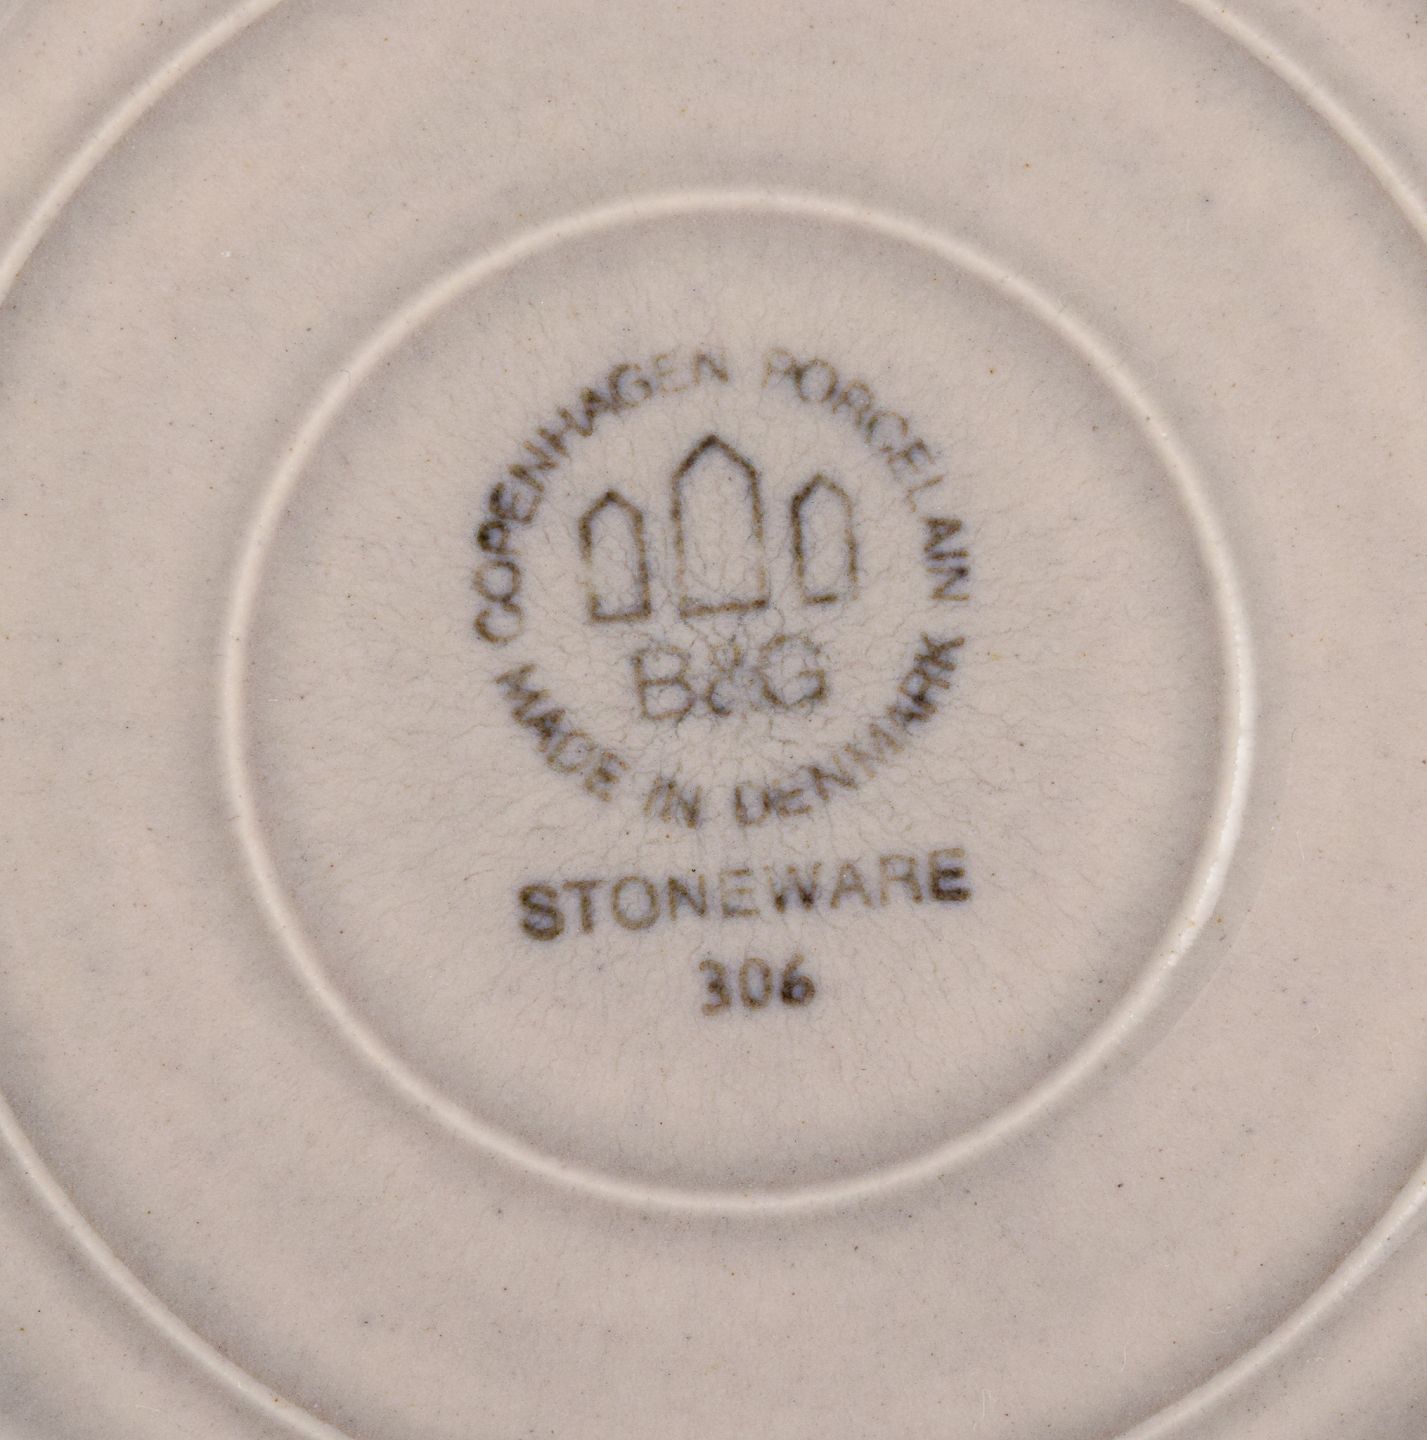 COPENHAGEN PORCELAIN
B&G
MADE IN DENMARK
STONEWARE
306